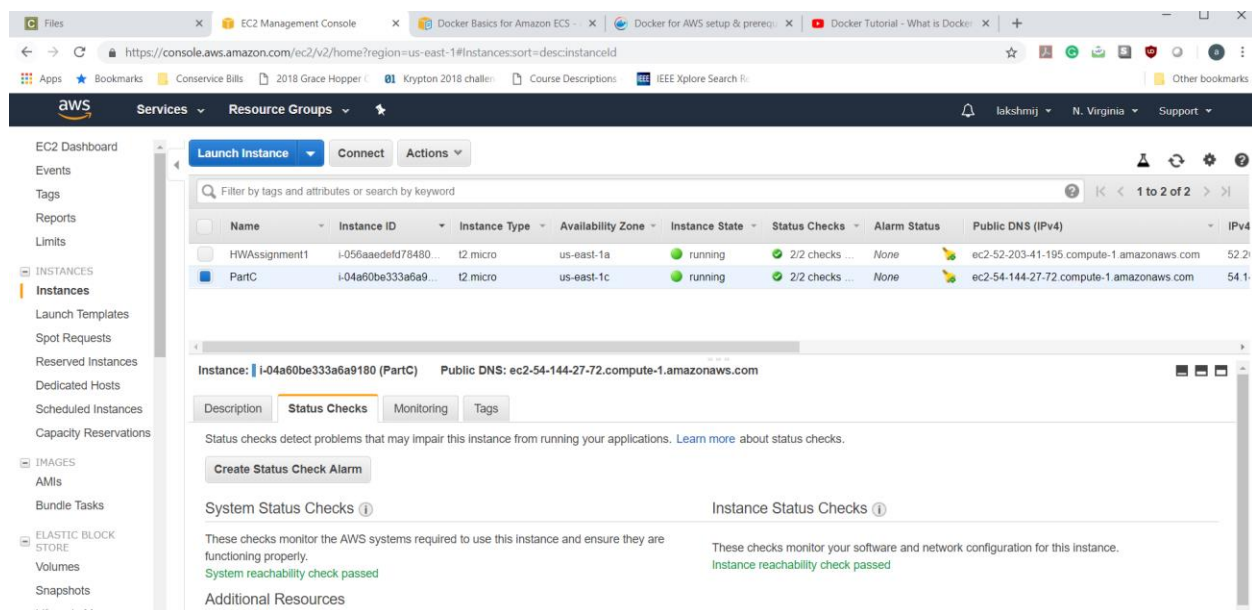 Files
EC2 Management Console
Docker Basics for Amazon ECS -
Docker for AWS setup & prerequ
Docker Tutorial - What is Docker
https://console.aws.amazon.com/ec2/v2/home?region=us-east-1#Instances:sort=desc:instanceId
Apps Bookmarks Conservice Bills 2018 Grace Hopper C Krypton 2018 challen Course Descriptions IEEE Xplore Search Re Other bookmarks
aws Services Resource Groups lakshmij N. Virginia Support
EC2 Dashboard
Events
Tags
Reports
Limits
INSTANCES
Instances
Launch Templates
Spot Requests
Reserved Instances
Dedicated Hosts
Scheduled Instances
Capacity Reservations
IMAGES
AMIs
Bundle Tasks
ELASTIC BLOCK
STORE
Volumes
Snapshots
Launch Instance Connect Actions
Filter by tags and attributes or search by keyword 1 to 2 of 2
Name Instance ID Instance Type Availability Zone Instance State Status Checks Alarm Status Public DNS (IPv4) IPv4
HWAssignment1 i-056aaedefd78480... t2.micro us-east-1a running 2/2 checks ... None ec2-52-203-41-195.compute-1.amazonaws.com 52.2
PartC i-04a60be333a6a9... t2.micro us-east-1c running 2/2 checks ... None ec2-54-144-27-72.compute-1.amazonaws.com 54.1
Instance: i-04a60be333a6a9180 (PartC) Public DNS: ec2-54-144-27-72.compute-1.amazonaws.com
Description Status Checks Monitoring Tags
Status checks detect problems that may impair this instance from running your applications. Learn more about status checks.
Create Status Check Alarm
System Status Checks
These checks monitor the AWS systems required to use this instance and ensure they are
functioning properly.
System reachability check passed
Additional Resources
Instance Status Checks
These checks monitor your software and network configuration for this instance.
Instance reachability check passed